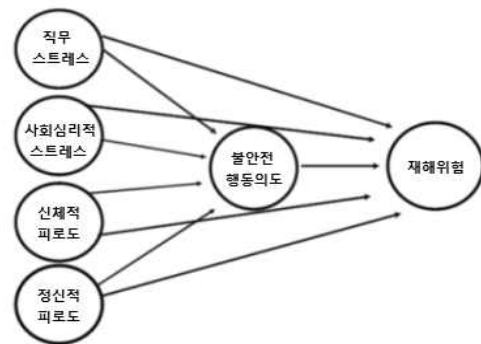 직무
스트레스
사회심리적
스트레스
불안전
행동의도
재해위험
신체적
피로도
정신적
피로도